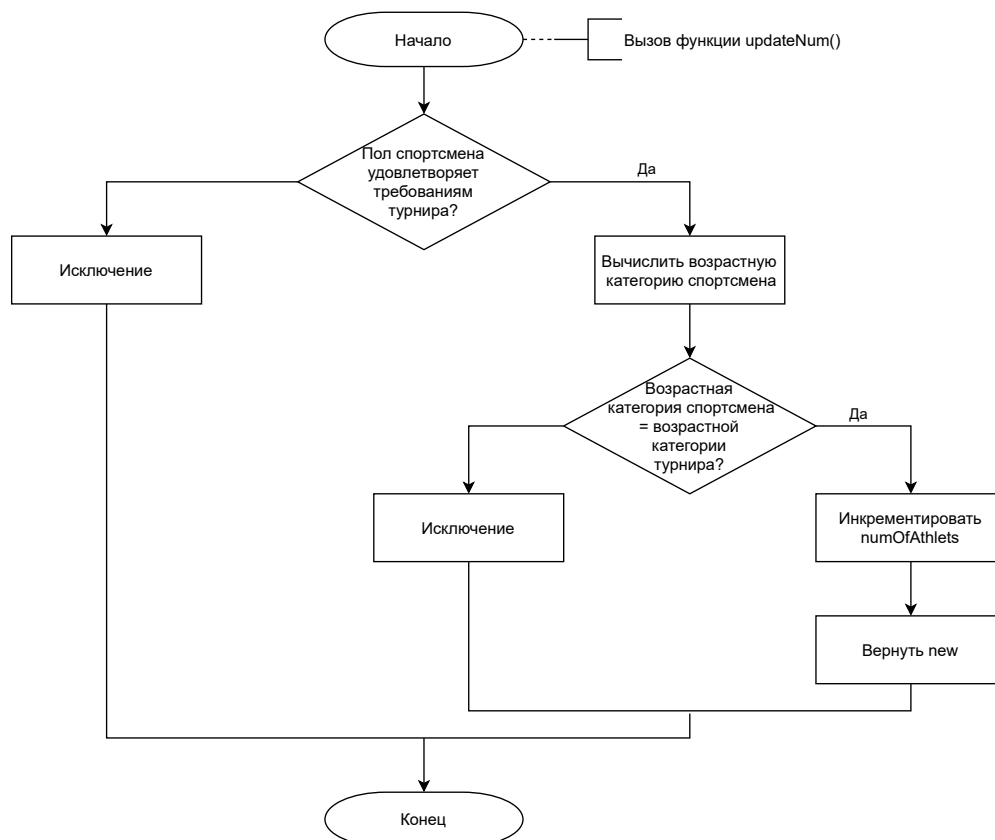 Начало
Вызов функции updateNum()
Пол спортсмена
удовлетворяет
требованиям
турнира?
Да
Исключение
Вычислить возрастную
категорию спортсмена
Возрастная
категория спортсмена
= возрастной
категории
турнира?
Да
Исключение
Инкрементировать
numOfAthlets
Вернуть new
Конец